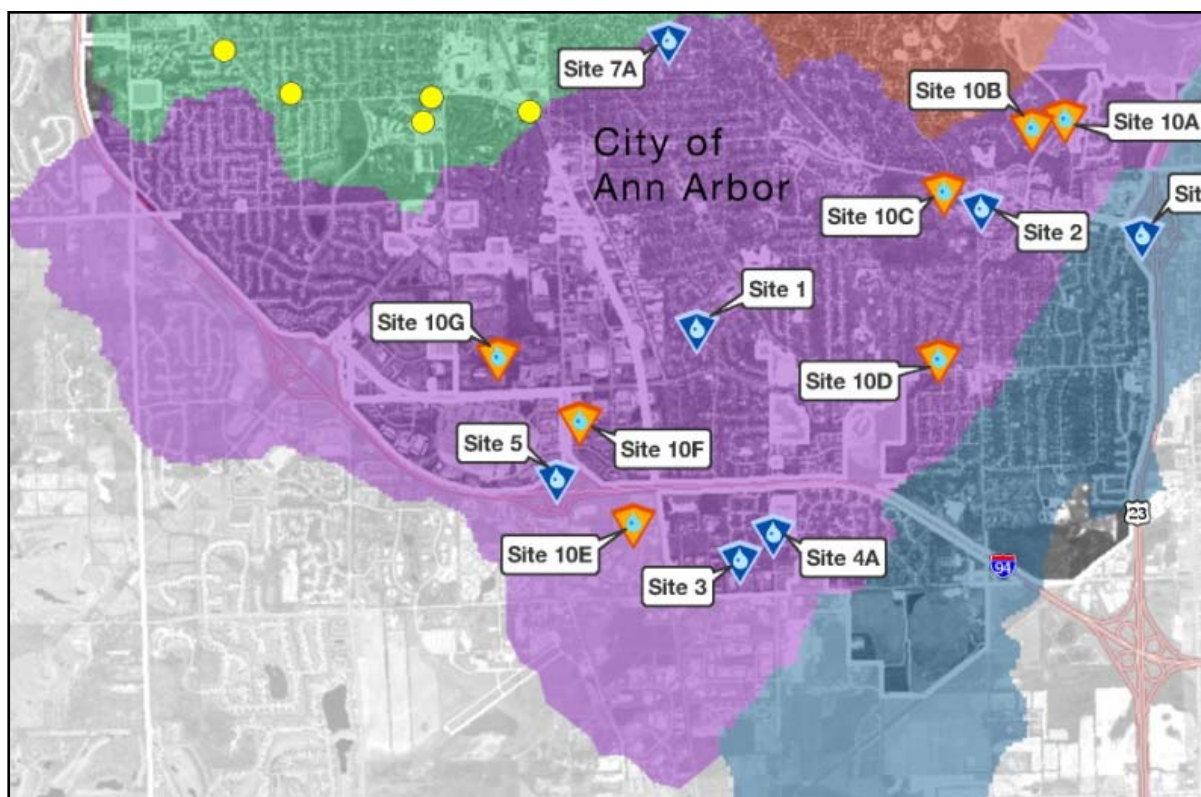 Site 7A
Site 10B
Site 10A
City of
Ann Arbor
Site 10C
Site 2
Sit
Site 1
Site 10G
Site 10D
Site 5
Site 10F
23
Site 10E
Site 3
Site 4A
94